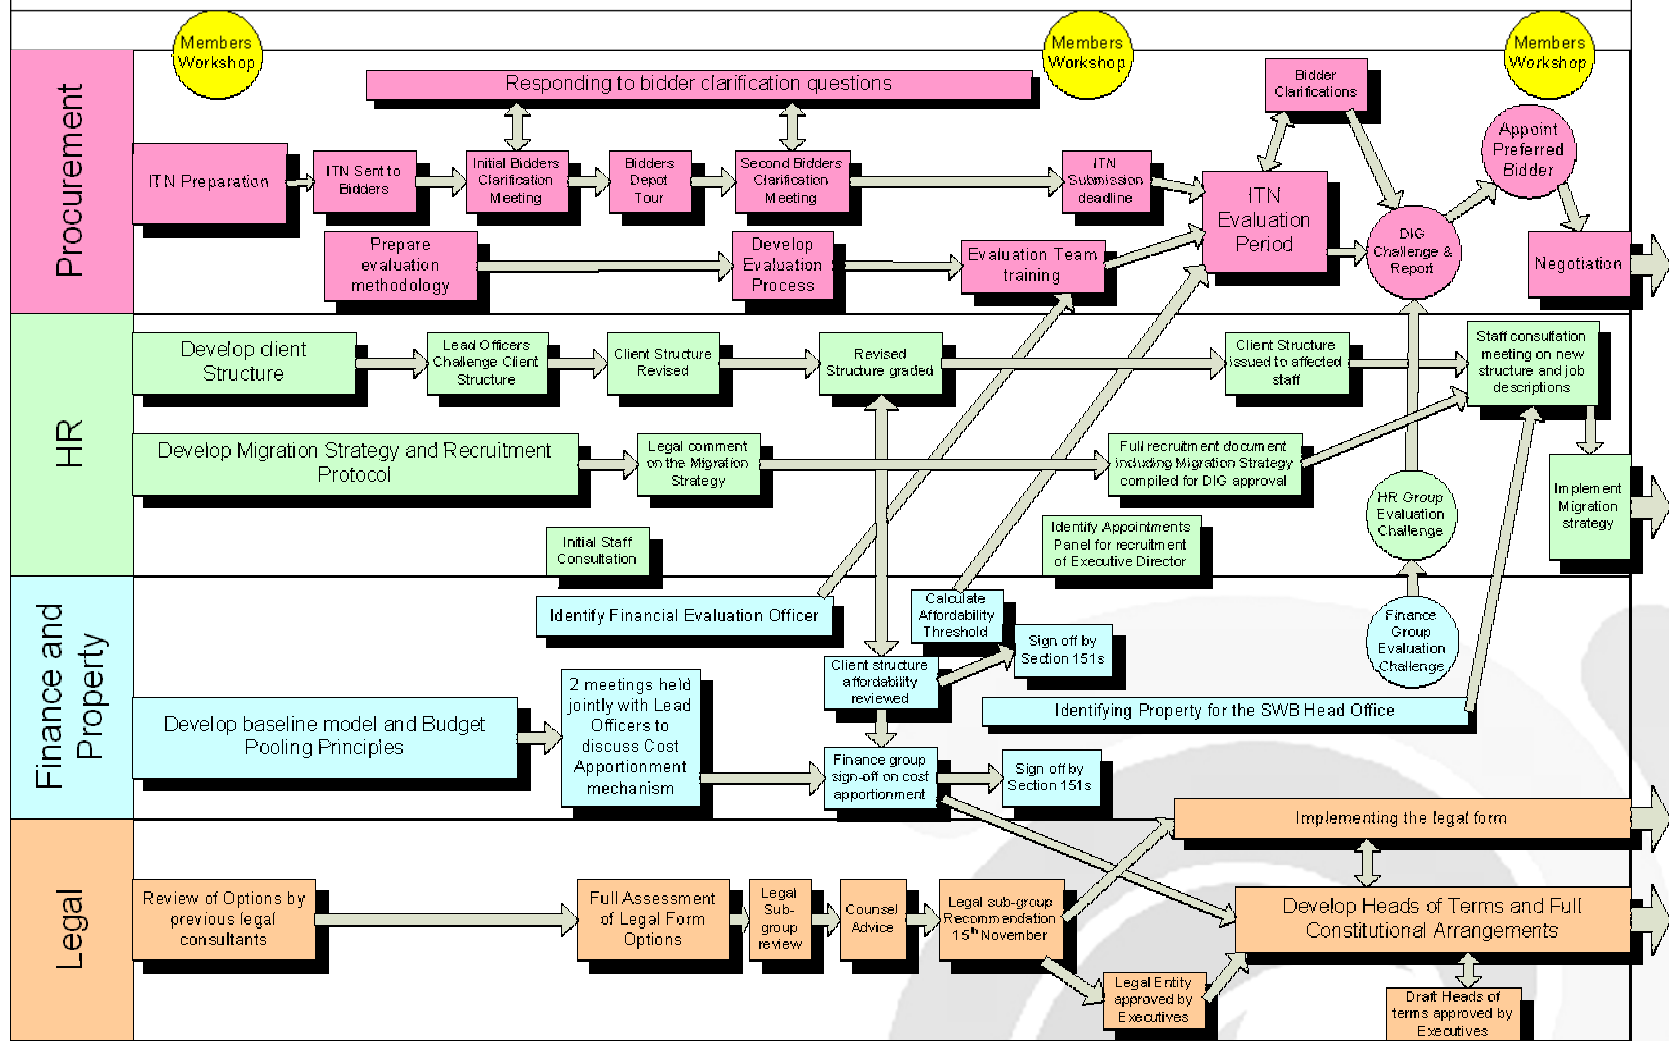 Members
Workshop
Members
Workshop
Members
Workshop
Procurement
Responding to bidder clarification questions
Bidder
Clarifications
Appoint
Preferred
Bidder
ITN Preparation
ITN Sent to
Bidders
Initial Bidders
Clarification
Meeting
Bidders
Depot
Tour
Second Bidders
Clarification
Meeting
ITN
Submission
deadline
ITN
Evaluation
Period
DIG
Challenge &
Report
Negotiation
Prepare
evaluation
methodology
Develop
Evaluation
Process
Evaluation Team
training
HR
Develop client
Structure
Lead Officers
Challenge Client
Structure
Client Structure
Revised
Revised
Structure graded
Client Structure
issued to affected
staff
Staff consultation
meeting on new
structure and job
descriptions
Develop Migration Strategy and Recruitment
Protocol
Legal comment
on the Migration
Strategy
Full recruitment document
including Migration Strategy
compiled for DIG approval
HR Group
Evaluation
Challenge
Implement
Migration
strategy
Initial Staff
Consultation
Identify Appointments
Panel for recruitment
of Executive Director
Finance and
Property
Identify Financial Evaluation Officer
Calculate
Affordability
Threshold
Sign off by
Section 151s
Finance
Group
Evaluation
Challenge
Client structure
affordability
reviewed
2 meetings held
jointly with Lead
Officers to
discuss Cost
Apportionment
mechanism
Identifying Property for the SWB Head Office
Develop baseline model and Budget
Pooling Principles
Finance group
sign-off on cost
apportionment
Sign off by
Section 151s
Legal
Implementing the legal form
Review of Options by
previous legal
consultants
Full Assessment
of Legal Form
Options
Legal
Sub-
group
review
Counsel
Advice
Legal sub-group
Recommendation
15th November
Develop Heads of Terms and Full
Constitutional Arrangements
Legal Entity
approved by
Executives
Draft Heads of
terms approved by
Executives